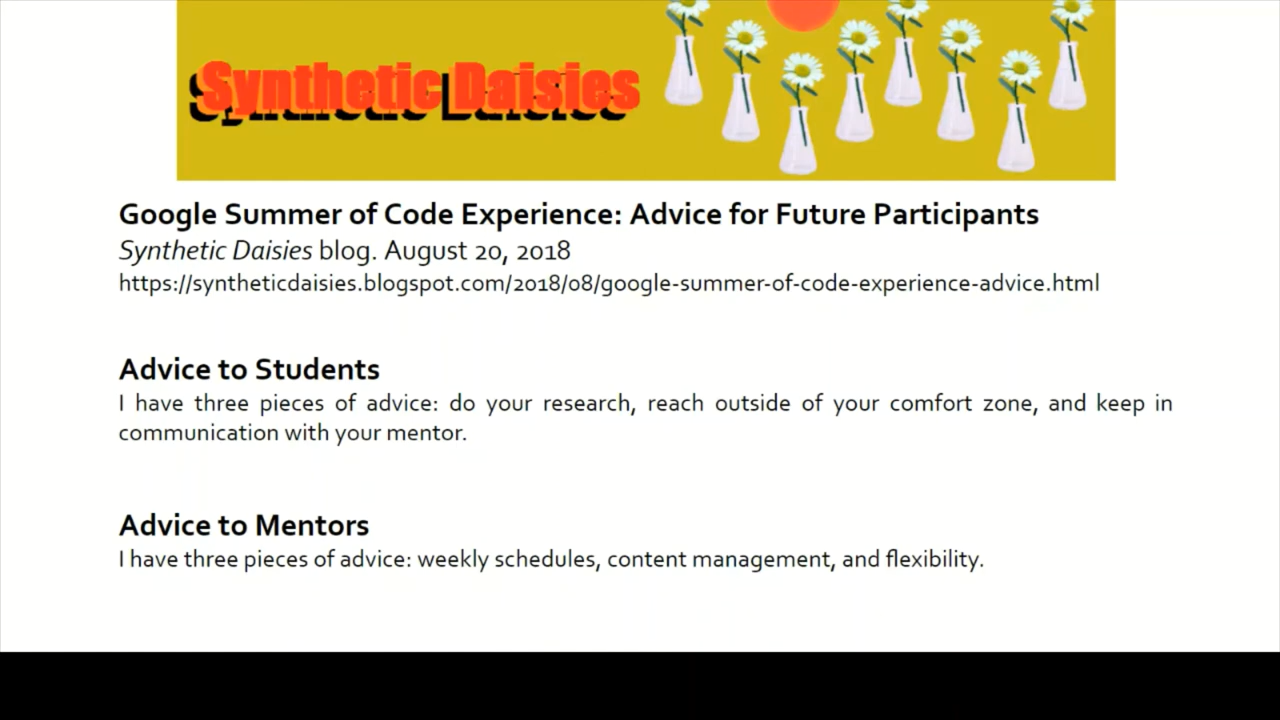 Synthetic Daisies
Google Summer of Code Experience: Advice for Future Participants
Synthetic Daisies blog. August 20, 2018
https://syntheticdaisies.blogspot.com/2018/08/google-summer-of-code-experience-advice.html
Advice to Students
I have three pieces of advice: do your research, reach outside of your comfort zone, and keep in
communication with your mentor.
Advice to Mentors
I have three pieces of advice: weekly schedules, content management, and flexibility.